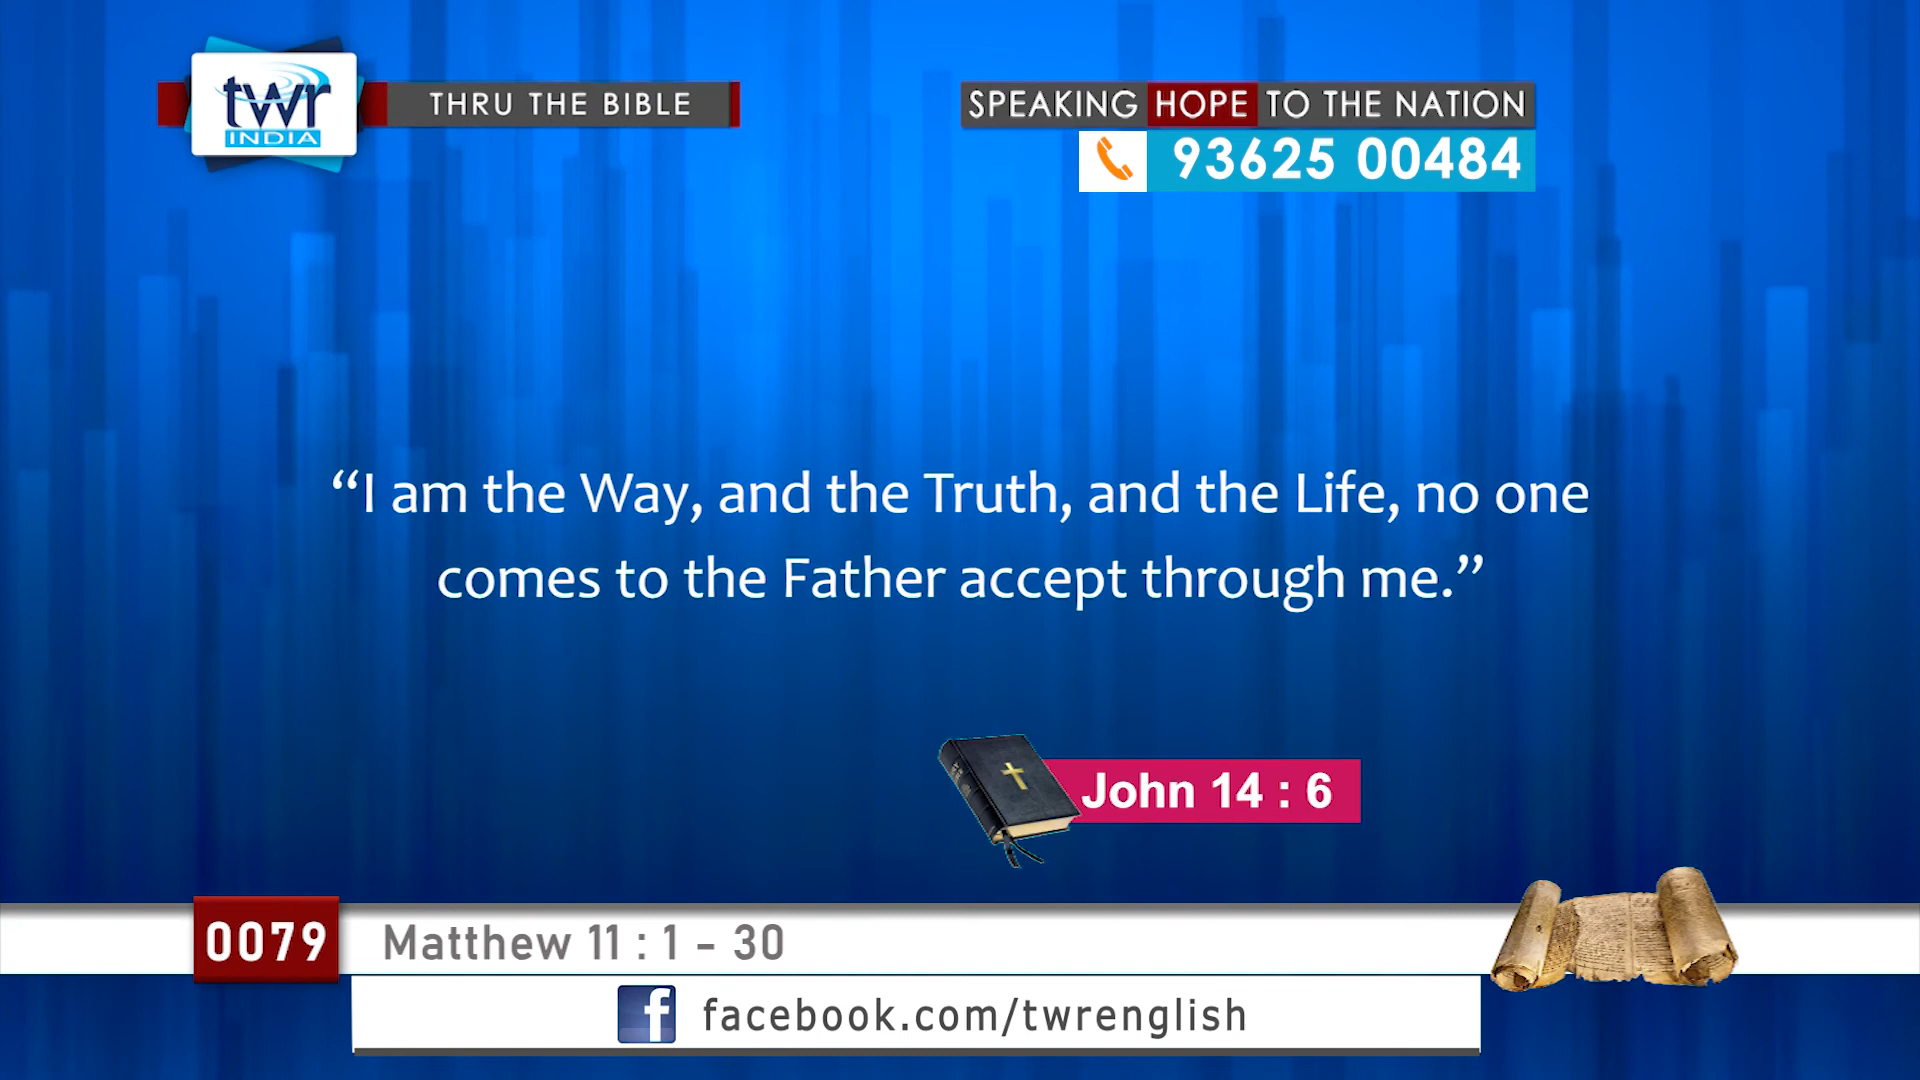 twr
INDIA
THRU THE BIBLE
SPEAKING HOPE TO THE NATION
93625 00484
“I am the Way, and the Truth, and the Life, no one
comes to the Father accept through me.”
John 14 : 6
0079
Matthew 11 : 1 - 30
facebook.com/twrenglish